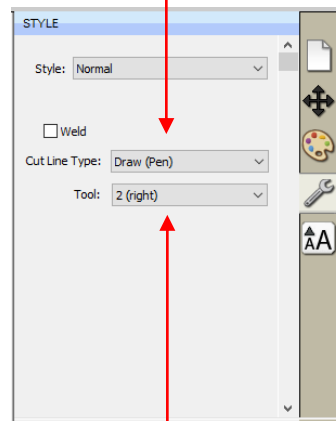 STYLE
Style: Normal
Weld
Cut Line Type: Draw (Pen)
Tool: 2 (right)
AA